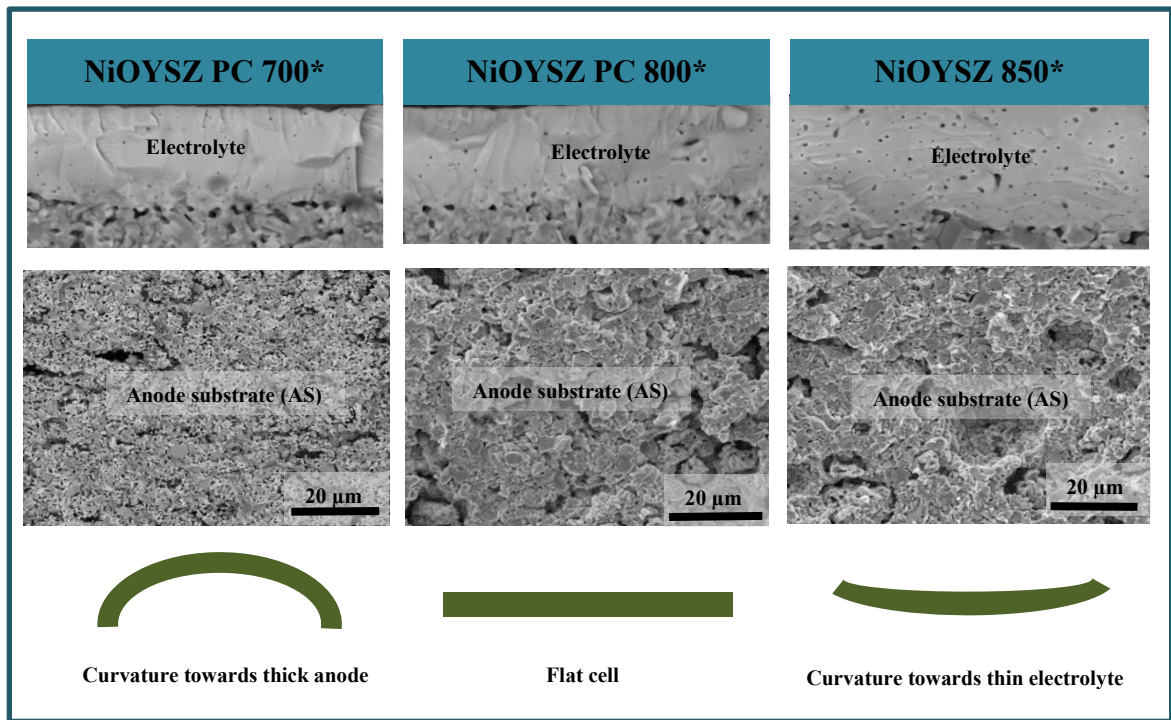 NiOYSZ PC 700*
NiOYSZ PC 800*
NiOYSZ 850*
Electrolyte
Electrolyte
Electrolyte
Anode substrate (AS)
Anode substrate (AS)
Anode substrate (AS)
20 µm
20 µm
20 µm
Curvature towards thick anode
Flat cell
Curvature towards thin electrolyte